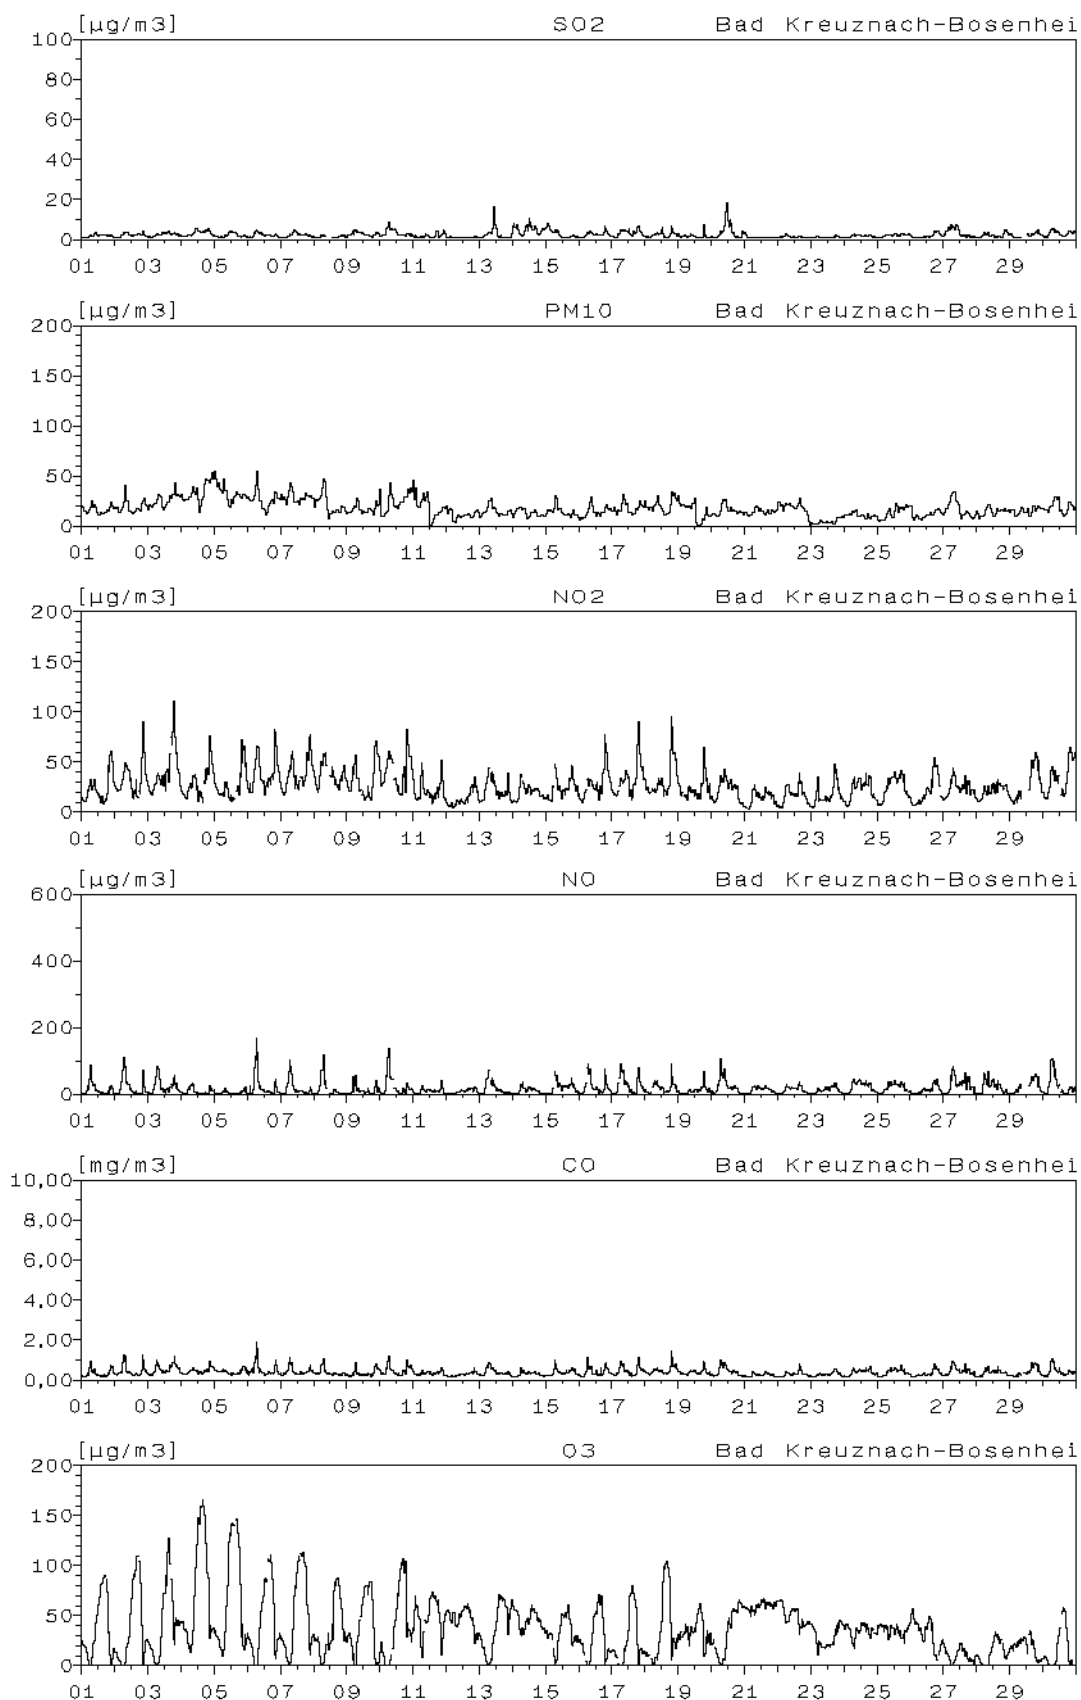 [µg/m3] SO2 Bad Kreuznach-Bosenhei
100
80
60
40
20
0
01 03 05 07 09 11 13 15 17 19 21 23 25 27 29
[µg/m3] PM10 Bad Kreuznach-Bosenhei
200
150
100
50
0
01 03 05 07 09 11 13 15 17 19 21 23 25 27 29
[µg/m3] NO2 Bad Kreuznach-Bosenhei
200
150
100
50
0
01 03 05 07 09 11 13 15 17 19 21 23 25 27 29
[µg/m3] NO Bad Kreuznach-Bosenhei
600
400
200
0
01 03 05 07 09 11 13 15 17 19 21 23 25 27 29
[mg/m3] CO Bad Kreuznach-Bosenhei
10,00
8,00
6,00
4,00
2,00
0,00
01 03 05 07 09 11 13 15 17 19 21 23 25 27 29
[µg/m3] O3 Bad Kreuznach-Bosenhei
200
150
100
50
0
01 03 05 07 09 11 13 15 17 19 21 23 25 27 29